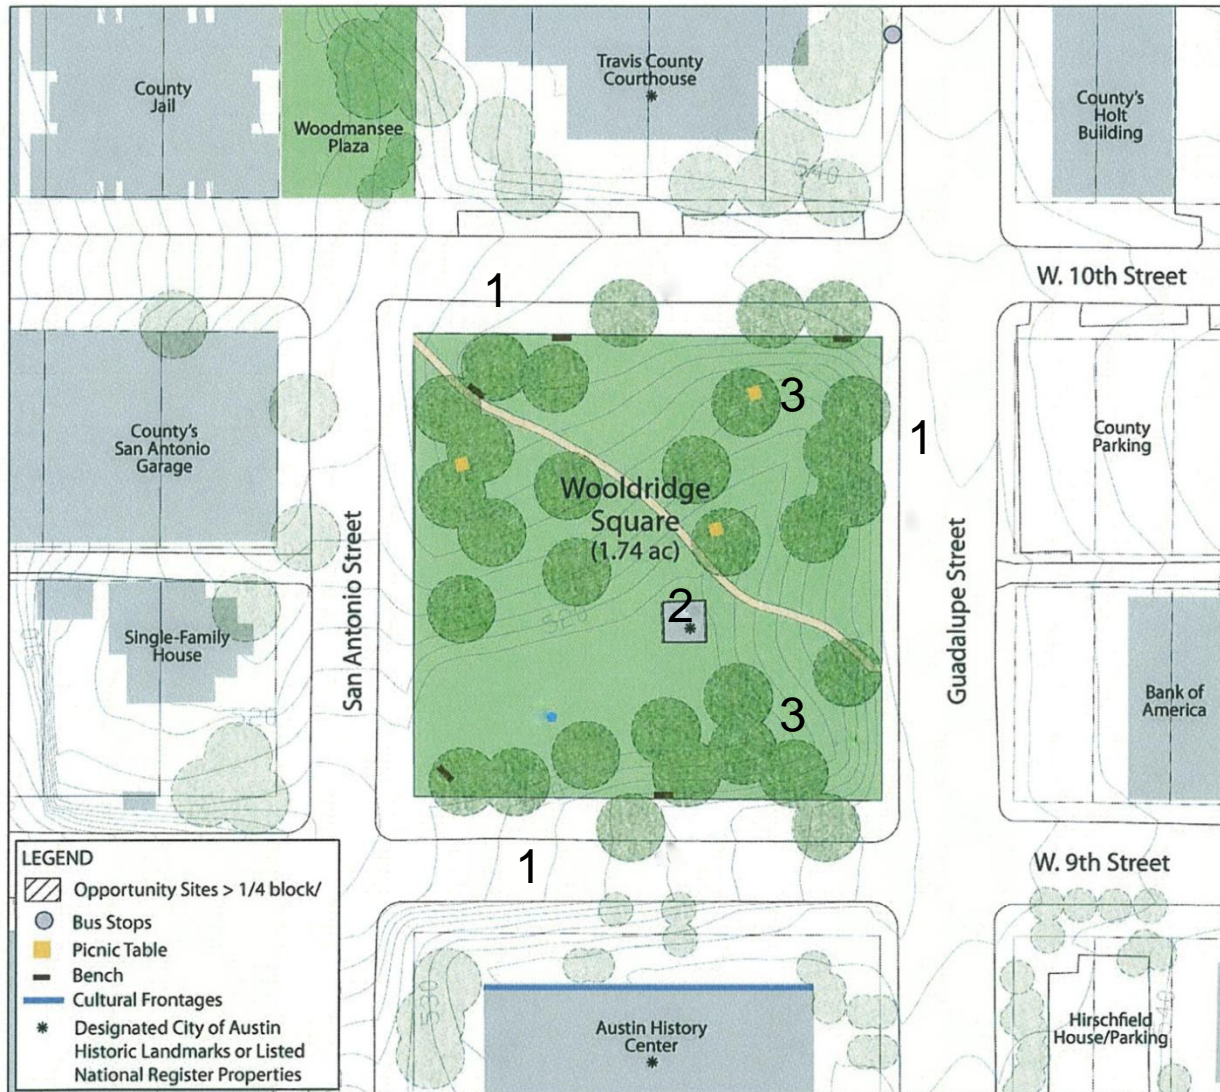 County
Jail
Woodmansee
Plaza
Travis County
Courthouse
County's
Holt
Building
540
W. 10th Street
1
County's
San Antonio
Garage
3
1
County
Parking
Wooldridge
Square
(1.74 ac)
San Antonio Street
Guadalupe Street
2
Single-Family
House
3
Bank of
America
1
W. 9th Street
LEGEND
Opportunity Sites > 1/4 block/
Bus Stops
Picnic Table
Bench
Cultural Frontages
Designated City of Austin
Historic Landmarks or Listed
National Register Properties
530
Austin History
Center
Hirschfield
House/Parking